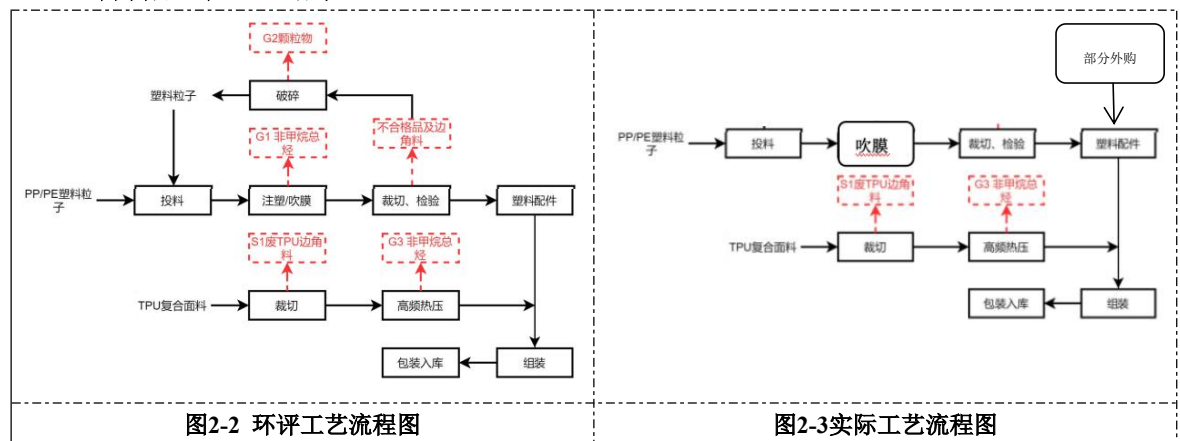 G2颗粒物
塑料粒子
破碎
G1 非甲烷总
烃
不合格品及边
角料
PP/PE塑料粒
子
投料
注塑/吹膜
裁切、检验
塑料配件
S1废TPU边角
料
G3 非甲烷总
烃
TPU复合面料
裁切
高频热压
包装入库
组装
图2-2 环评工艺流程图
部分外购
PP/PE塑料粒
子
投料
吹膜
裁切、检验
塑料配件
S1废TPU边角
料
G3 非甲烷总
烃
TPU复合面料
裁切
高频热压
包装入库
组装
图2-3实际工艺流程图